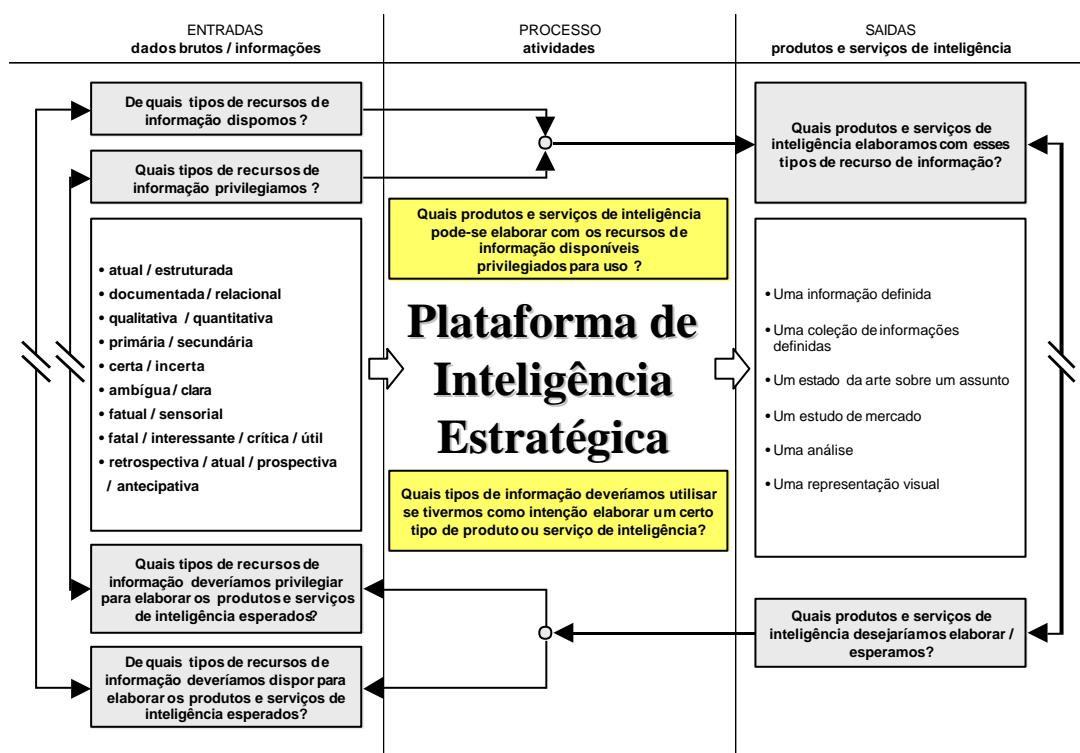 ENTRADAS
dados brutos / informações
PROCESSO
atividades
SAIDAS
produtos e serviços de inteligência
De quais tipos de recursos de
informação dispomos ?
Quais tipos de recursos de
informação privilegiamos ?
• atual / estruturada
• documentada / relacional
• qualitativa / quantitativa
• primária / secundária
• certa / incerta
• ambígua / clara
• fatual / sensorial
• fatal / interessante / crítica / útil
• retrospectiva / atual / prospectiva
/ antecipativa
Quais tipos de recursos de
informação deveríamos privilegiar
para elaborar os produtos e serviços
de inteligência esperados?
De quais tipos de recursos de
informação deveríamos dispor para
elaborar os produtos e serviços de
inteligência esperados?
Quais produtos e serviços de inteligência
pode-se elaborar com os recursos de
informação disponíveis
privilegiados para uso ?
Plataforma de
Inteligência
Estratégica
Quais tipos de informação deveríamos utilisar
se tivermos como intenção elaborar um certo
tipo de produto ou serviço de inteligência?
Quais produtos e serviços de
inteligência elaboramos com esses
tipos de recurso de informação?
• Uma informação definida
• Uma coleção de informações
definidas
• Um estado da arte sobre um assunto
• Um estudo de mercado
• Uma análise
• Uma representação visual
Quais produtos e serviços de
inteligência desejaríamos elaborar /
esperamos?